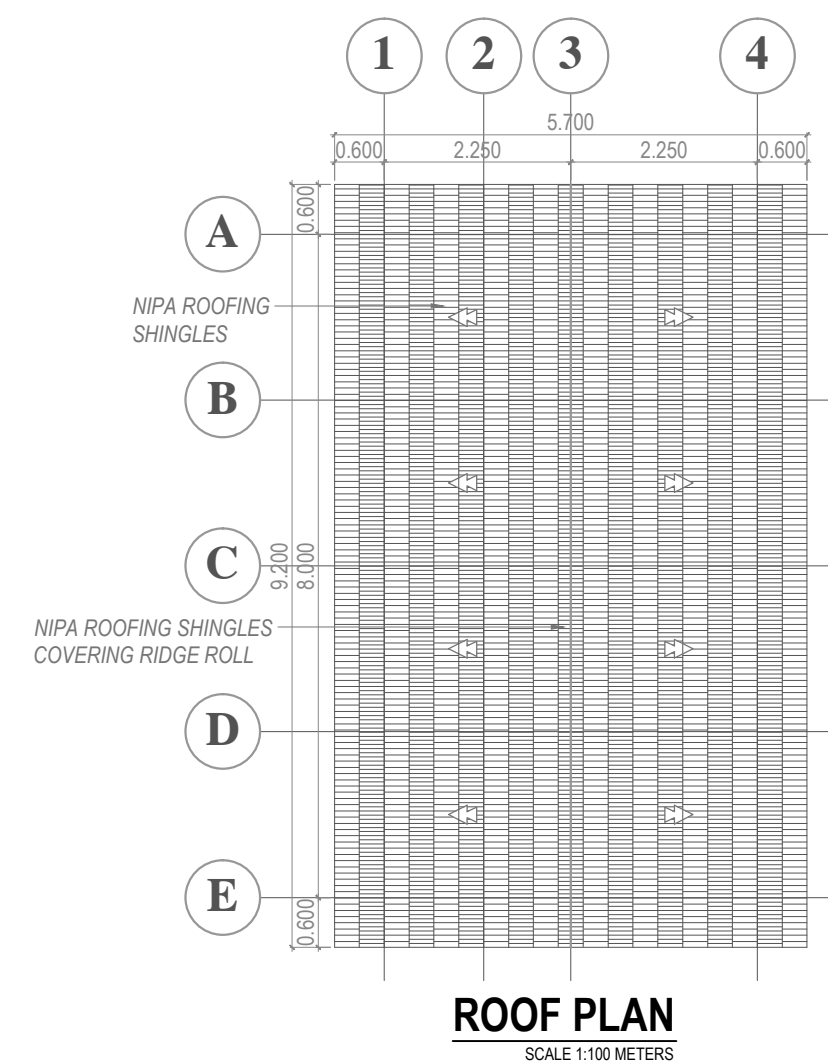 1 2 3 4
5.700
0.600 2.250 2.250 0.600
0.600
A
NIPA ROOFING
SHINGLES
B
C
9.200
8.000
NIPA ROOFING SHINGLES
COVERING RIDGE ROLL
D
E
0.600
ROOF PLAN
SCALE 1:100 METERS